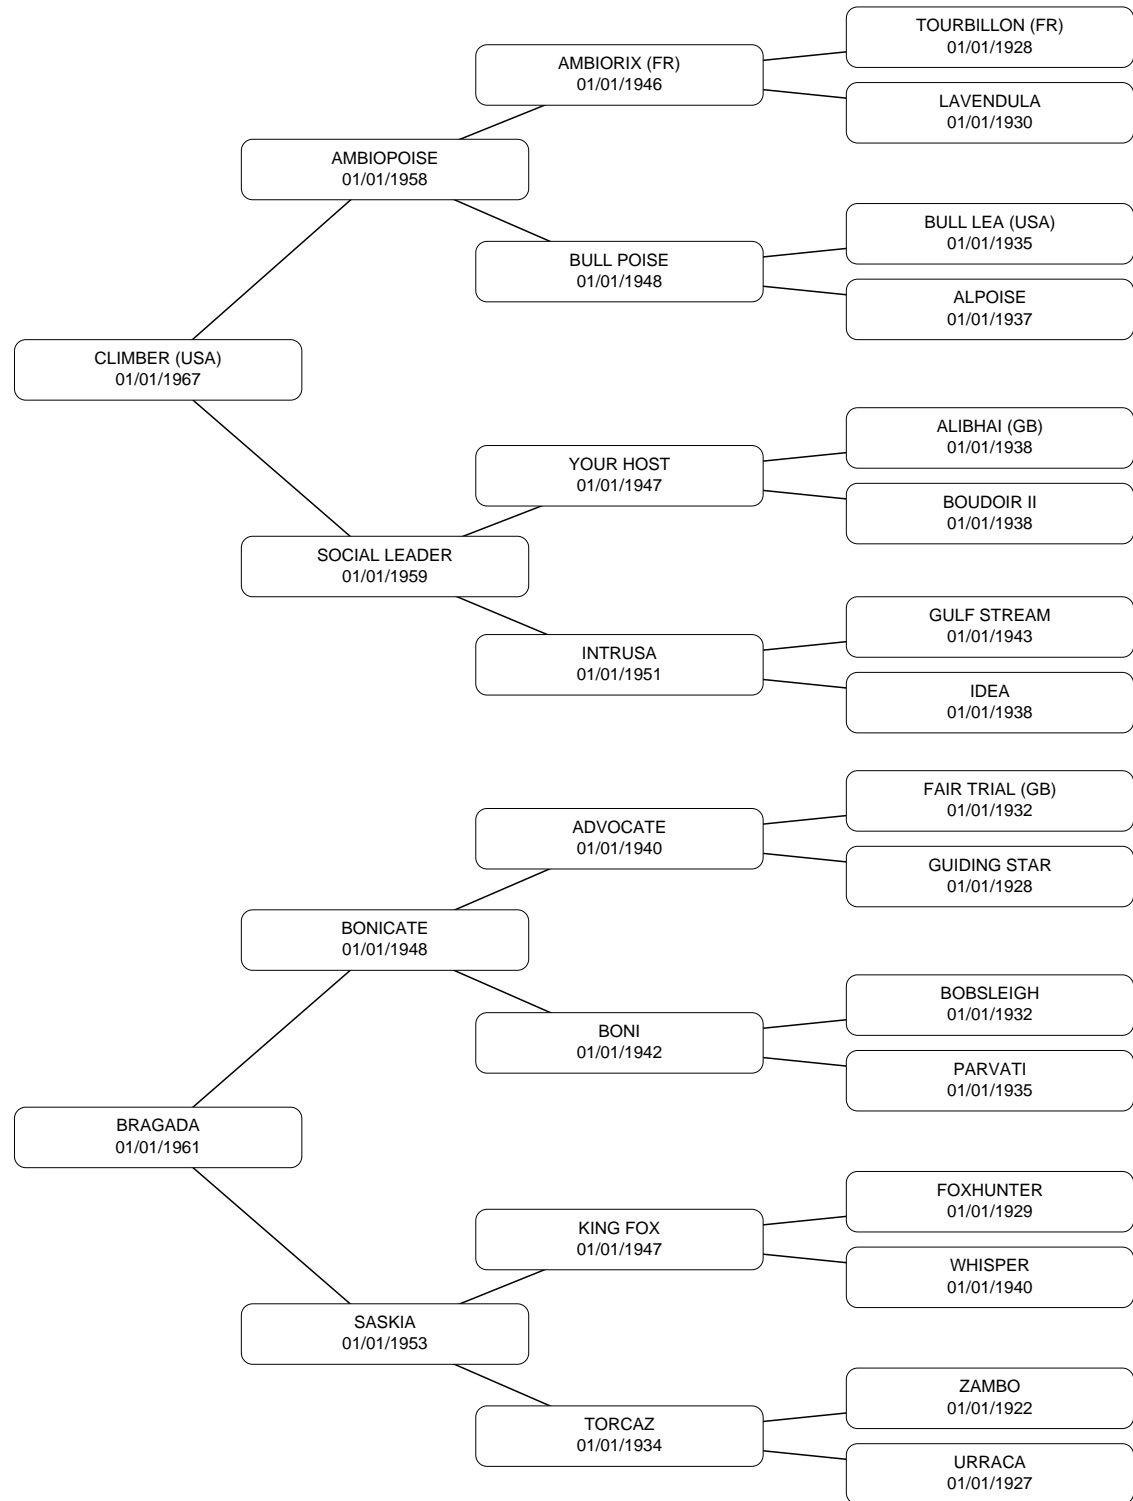 TOURBILLON (FR)
01/01/1928
AMBIORIX (FR)
01/01/1946
LAVENDULA
01/01/1930
AMBIOPOISE
01/01/1958
BULL LEA (USA)
01/01/1935
BULL POISE
01/01/1948
ALPOISE
01/01/1937
CLIMBER (USA)
01/01/1967
ALIBHAI (GB)
01/01/1938
YOUR HOST
01/01/1947
BOUDOIR II
01/01/1938
SOCIAL LEADER
01/01/1959
GULF STREAM
01/01/1943
INTRUSA
01/01/1951
IDEA
01/01/1938
FAIR TRIAL (GB)
01/01/1932
ADVOCATE
01/01/1940
GUIDING STAR
01/01/1928
BONICATE
01/01/1948
BOBSLEIGH
01/01/1932
BONI
01/01/1942
PARVATI
01/01/1935
BRAGADA
01/01/1961
FOXHUNTER
01/01/1929
KING FOX
01/01/1947
WHISPER
01/01/1940
SASKIA
01/01/1953
ZAMBO
01/01/1922
TORCAZ
01/01/1934
URRACA
01/01/1927